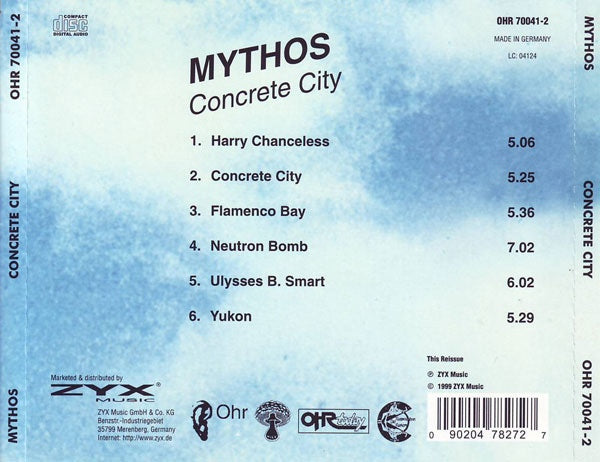 OHR 70041-2
CONCRETE CITY
MYTHOS
COMPACT
disc
DIGITAL AUDIO
OHR 70041-2
MADE IN GERMANY
LC: 04124
MYTHOS
Concrete City
1. Harry Chanceless 5.06
2. Concrete City 5.25
3. Flamenco Bay 5.36
4. Neutron Bomb 7.02
5. Ulysses B. Smart 6.02
6. Yukon 5.29
Marketed & distributed by
ZYX®
MUSIC
ZYX Music GmbH & Co. KG
Benzstr.-Industriegebiet
35799 Merenberg, Germany
Internet: http://www.zyx.de
Ohr
OHR today
This Reissue
℗ ZYX Music
© 1999 ZYX Music
0 90204 78272 7
MYTHOS
CONCRETE CITY
OHR 70041-2